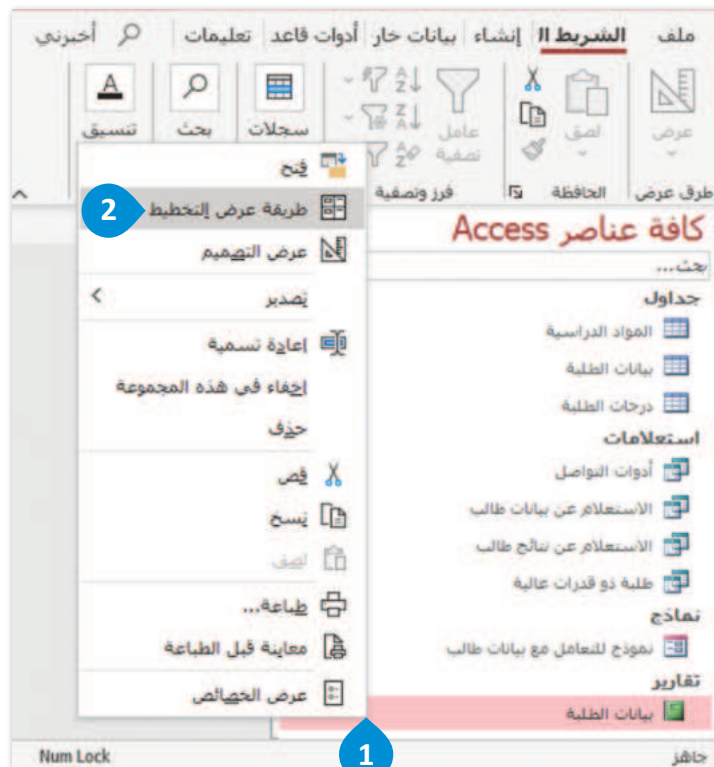 ملف الشريط ال إنشاء بيانات خار أدوات قاعد تعليمات أخبرني
عرض
لصق
عامل تصفية
سجلات
بحث
تنسيق
طرق عرض
الحافظة
فرز وتصفية
كافة عناصر Access
بحث...
جداول
المواد الدراسية
بيانات الطلبة
درجات الطلبة
استعلامات
أدوات التواصل
الاستعلام عن بيانات طالب
الاستعلام عن نتائج طالب
طلبة ذو قدرات عالية
نماذج
نموذج للتعامل مع بيانات طالب
تقارير
بيانات الطلبة
فتح
طريقة عرض التخطيط
2
عرض التصميم
تصدير
إعادة تسمية
إخفاء في هذه المجموعة
حذف
قص
نسخ
لصق
طباعة...
معاينة قبل الطباعة
عرض الخصائص
1
جاهز
Num Lock